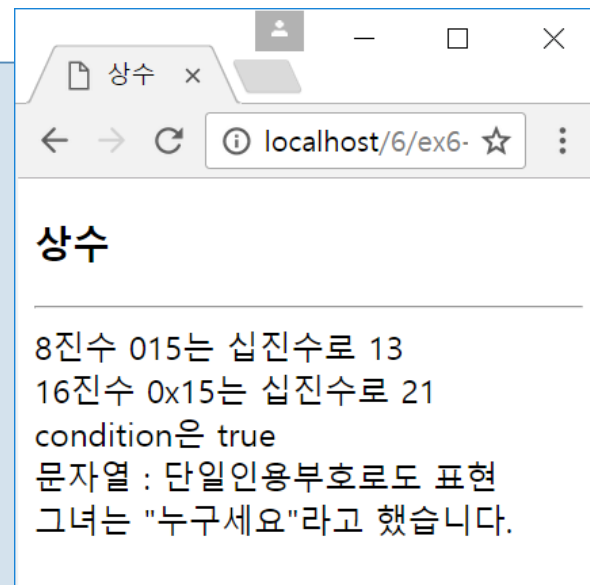 상수
localhost/6/ex6-
상수
8진수 015는 십진수로 13
16진수 0x15는 십진수로 21
condition은 true
문자열 : 단일인용부호로도 표현
그녀는 "누구세요"라고 했습니다.